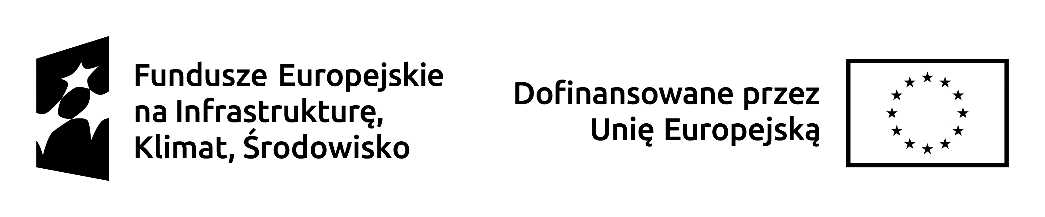 Fundusze Europejskie
na Infrastrukturę,
Klimat, Środowisko
Dofinansowane przez
Unię Europejską